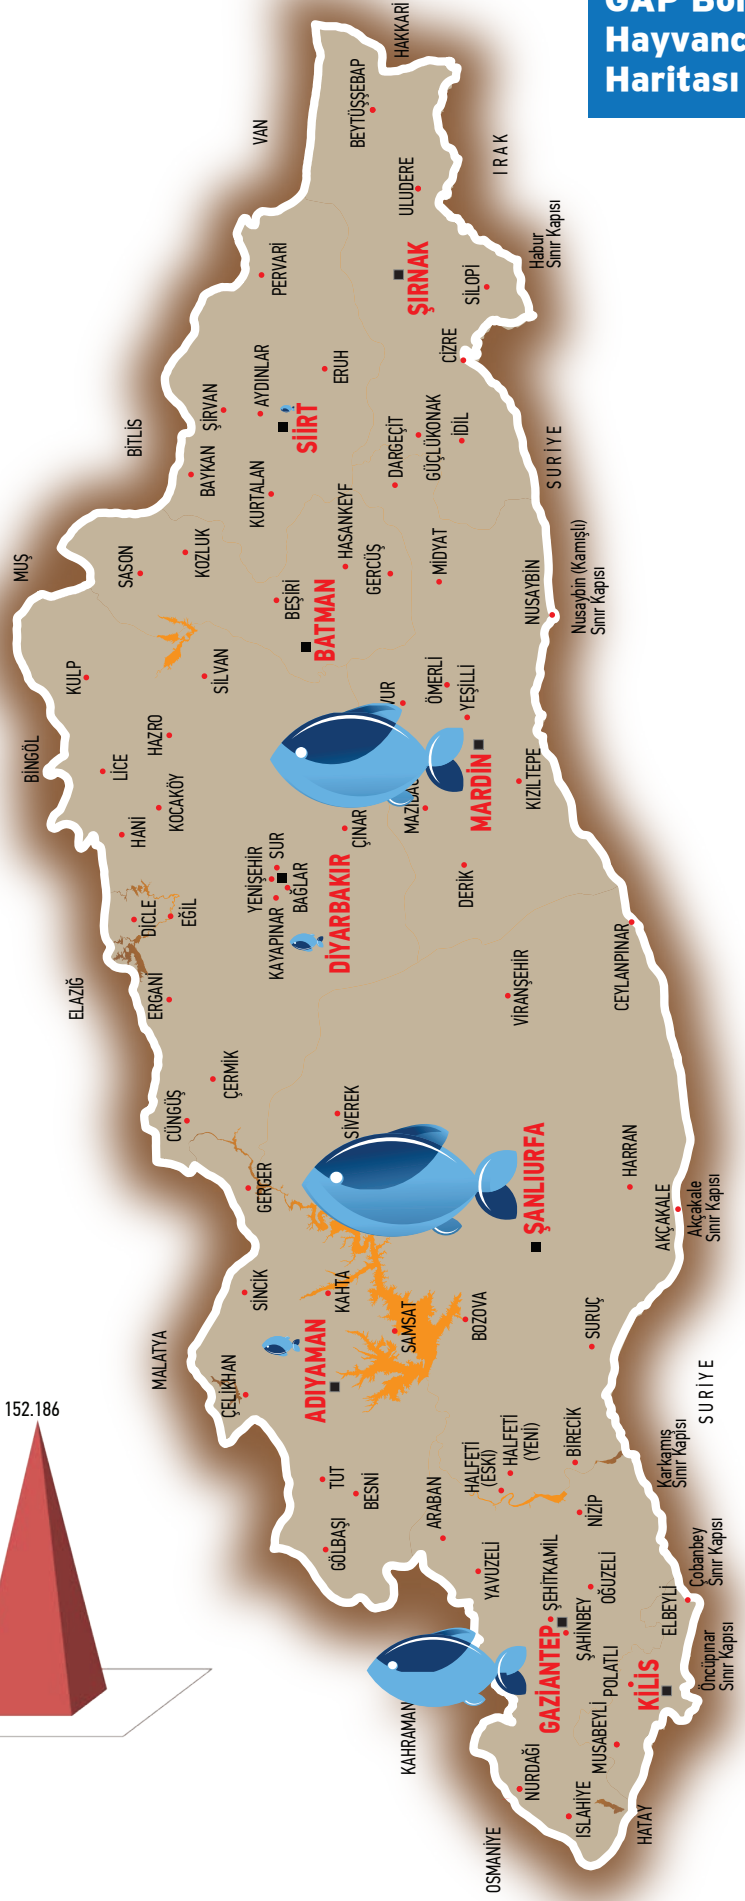 GAP
Hayvanc
Haritası
HAKKARİ
VAN
BEYTÜŞŞEBAP
IRAK
ULUDERE
Habur
Sınır Kapısı
PERVARİ
ŞIRNAK
SİLOPİ
CİZRE
ERUH
AYDINLAR
ŞİRVAN
SİİRT
BİTLİS
BAYKAN
KURTALAN
DARGEÇİT
GÜÇLÜKONAK
İDİL
SURİYE
MUŞ
SASON
KOZLUK
HASANKEYF
GERCÜŞ
MİDYAT
BEŞİRİ
BATMAN
NUSAYBİN
Nusaybin (Kamışlı)
Sınır Kapısı
KULP
SİLVAN
VUR
ÖMERLİ
YEŞİLLİ
BİNGÖL
LİCE
HAZRO
KOCAKÖY
HANİ
MARDİN
KIZILTEPE
ÇINAR
YENİŞEHİR
SUR
BAĞLAR
KAYAPINAR
DİYARBAKIR
DERİK
DİCLE
EĞİL
ELAZIĞ
ERGANİ
VİRANŞEHİR
CEYLANPINAR
ÇERMİK
CÜNGÜŞ
SİVEREK
GERGER
ŞANLIURFA
HARRAN
AKÇAKALE
Akçakale
Sınır Kapısı
SİNCİK
KAHTA
SAMSAT
BOZOVA
SURUÇ
MALATYA
ÇELİKHAN
ADIYAMAN
SURİYE
152.186
TUT
BESNİ
HALFETİ
(ESKİ)
HALFETİ
(YENİ)
BİRECİK
Karkamış
Sınır Kapısı
GÖLBAŞI
ARABAN
NİZİP
YAVUZELİ
ŞEHİTKAMİL
OĞUZELİ
Çobanbey
Sınır Kapısı
ŞAHİNBEY
ELBEYLİ
GAZİANTEP
POLATLI
KİLİS
Öncüpınar
Sınır Kapısı
KAHRAMAN
NURDAĞI
MUSABEYLİ
ISLAHİYE
HATAY
OSMANİYE